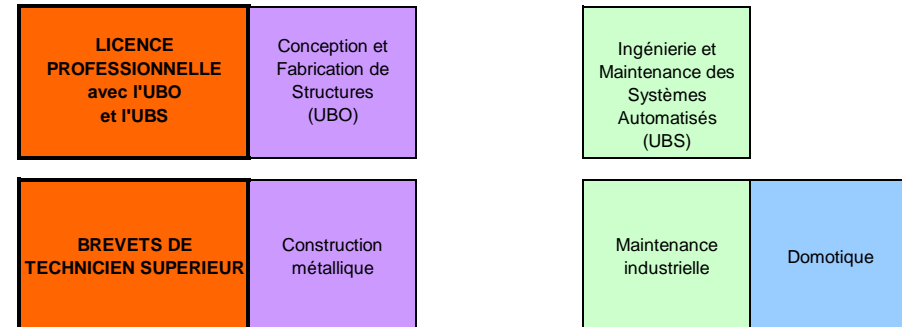 LICENCE
PROFESSIONNELLE
avec l'UBO
et l'UBS
Conception et
Fabrication de
Structures
(UBO)
Ingénierie et
Maintenance des
Systèmes
Automatisés
(UBS)
BREVETS DE
TECHNICIEN SUPERIEUR
Construction
métallique
Maintenance
industrielle
Domotique